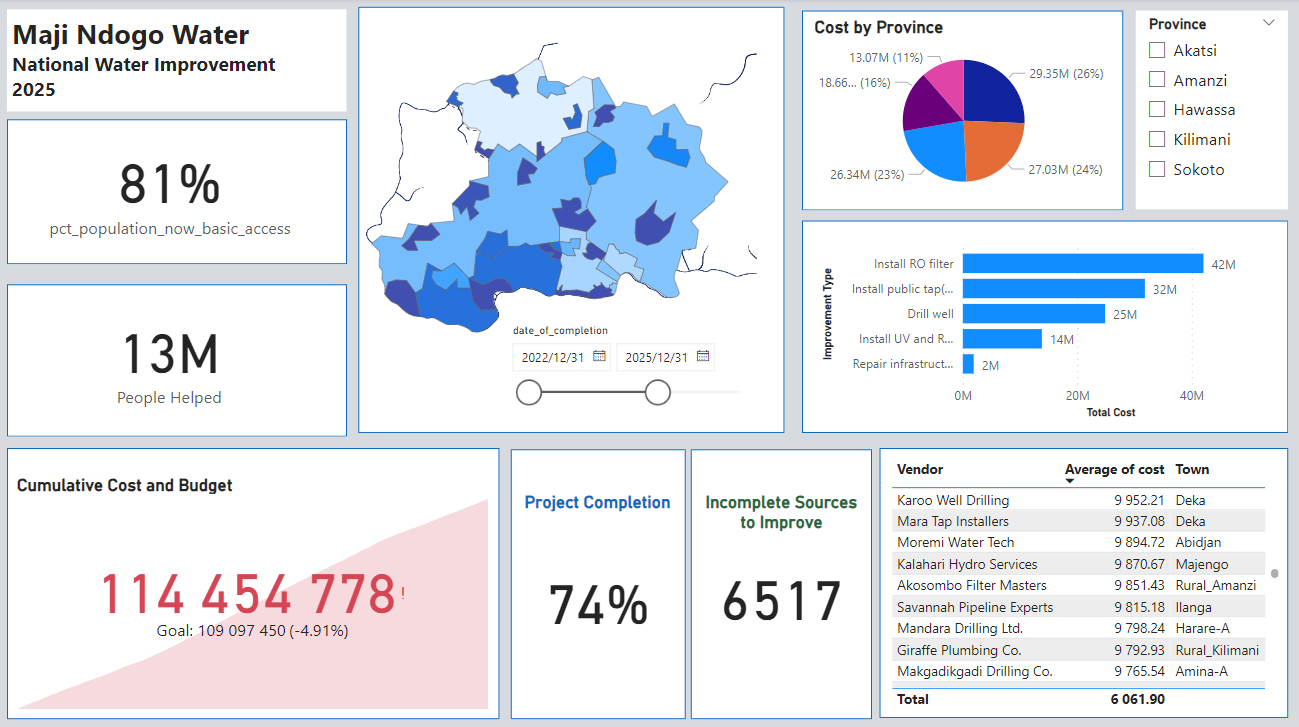 Maji Ndogo Water
National Water Improvement
2025
81%
pct_population_now_basic_access
13M
People Helped
date_of_completion
2022/12/31
2025/12/31
Cost by Province
13.07M (11%)
29.35M (26%)
18.66... (16%)
26.34M (23%)
27.03M (24%)
Province
Akatsi
Amanzi
Hawassa
Kilimani
Sokoto
Improvement Type
Install RO filter 42M
Install public tap(... 32M
Drill well 25M
Install UV and R... 14M
Repair infrastruct... 2M
0M 20M 40M
Total Cost
Cumulative Cost and Budget
114 454 778!
Goal: 109 097 450 (-4.91%)
Project Completion
74%
Incomplete Sources
to Improve
6517
Vendor Average of cost Town
Karoo Well Drilling 9 952.21 Deka
Mara Tap Installers 9 937.08 Deka
Moremi Water Tech 9 894.72 Abidjan
Kalahari Hydro Services 9 870.67 Majengo
Akosombo Filter Masters 9 851.43 Rural_Amanzi
Savannah Pipeline Experts 9 815.18 Ilanga
Mandara Drilling Ltd. 9 798.24 Harare-A
Giraffe Plumbing Co. 9 792.93 Rural_Kilimani
Makgadikgadi Drilling Co. 9 765.54 Amina-A
Total 6 061.90